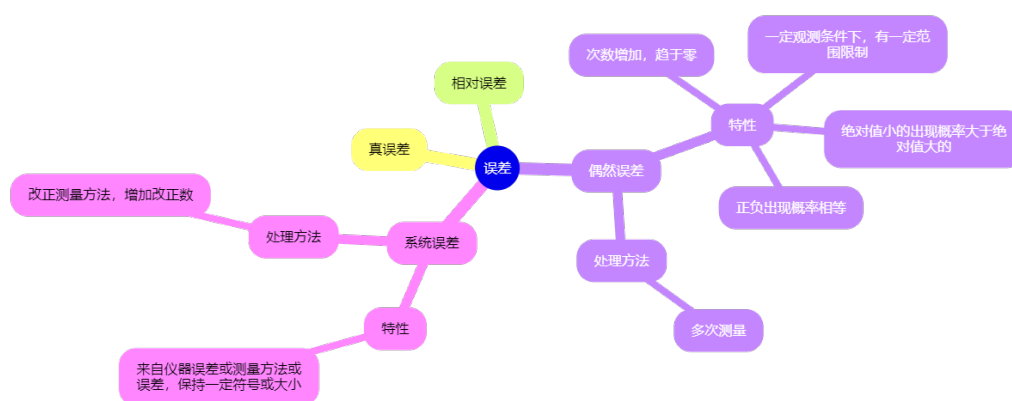 误差
相对误差
真误差
系统误差
处理方法
改正测量方法，增加改正数
特性
来自仪器误差或测量方法或
误差，保持一定符号或大小
偶然误差
特性
次数增加，趋于零
一定观测条件下，有一定范
围限制
绝对值小的出现概率大于绝
对值大的
正负出现概率相等
处理方法
多次测量